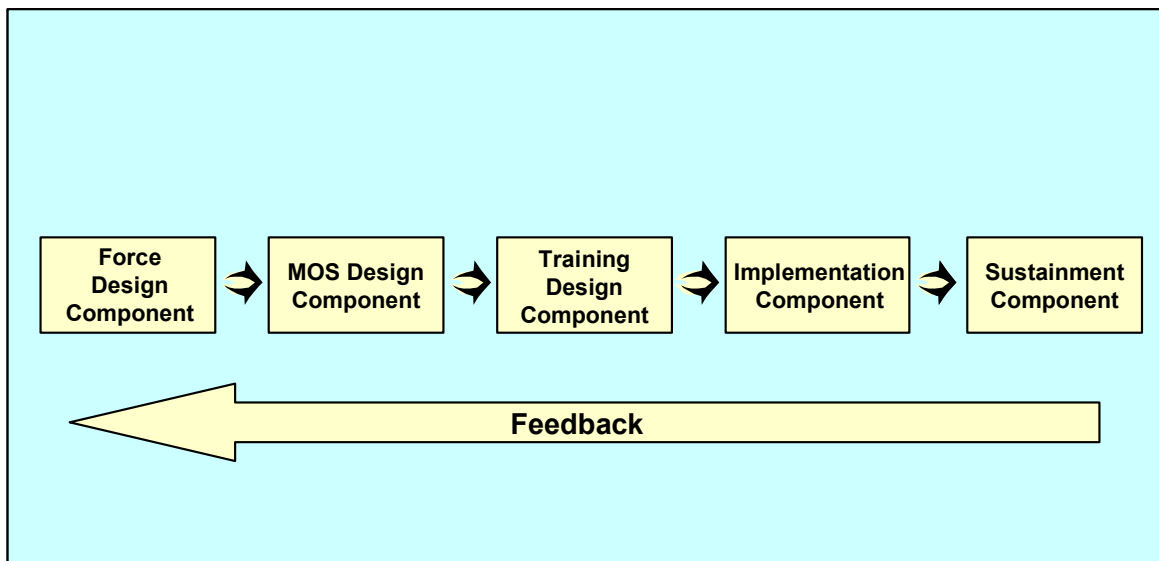 Force
Design
Component
MOS Design
Component
Training
Design
Component
Implementation
Component
Sustainment
Component
Feedback